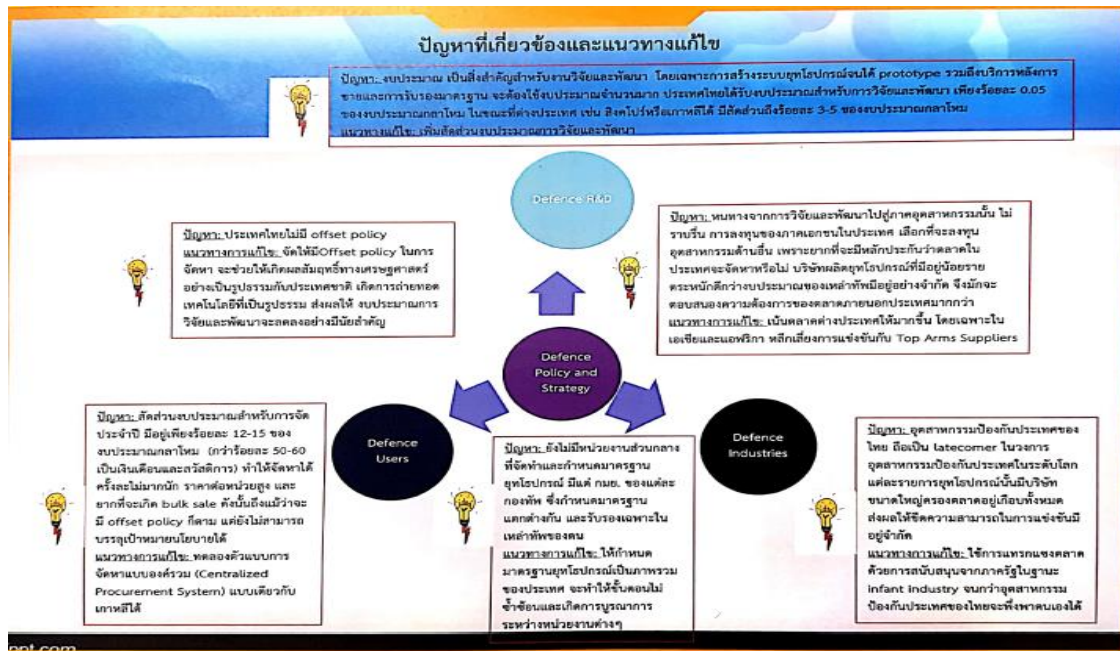 ปัญหาที่เกี่ยวข้องและแนวทางแก้ไข
ปัญหา: งบประมาณ เป็นสิ่งสำคัญสำหรับงานวิจัยและพัฒนา โดยเฉพาะการสร้างระบบยุทโธปกรณ์จนได้ prototype รวมถึงบริการหลังการ
ขายและการรับรองมาตรฐาน จะต้องใช้งบประมาณจำนวนมาก ประเทศไทยได้รับงบประมาณสำหรับการวิจัยและพัฒนา เพียงร้อยละ 0.05
ของงบประมาณกลาโหม ในขณะที่ต่างประเทศ เช่น สิงคโปร์หรือเกาหลีใต้ มีสัดส่วนถึงร้อยละ 3-5 ของงบประมาณกลาโหม
แนวทางแก้ไข: เพิ่มสัดส่วนงบประมาณการวิจัยและพัฒนา
Defence R&D
ปัญหา: ประเทศไทยไม่มี offset policy
แนวทางการแก้ไข: จัดให้มีOffset policy ในการ
จัดหา จะช่วยให้เกิดผลสัมฤทธิ์ทางเศรษฐศาสตร์
อย่างเป็นรูปธรรมกับประเทศชาติ เกิดการถ่ายทอด
เทคโนโลยีที่เป็นรูปธรรม ส่งผลให้ งบประมาณการ
วิจัยและพัฒนาจะลดลงอย่างมีนัยสำคัญ
ปัญหา: หนทางจากการวิจัยและพัฒนาไปสู่ภาคอุตสาหกรรมนั้น ไม่
ราบรื่น การลงทุนของภาคเอกชนในประเทศ เลือกที่จะลงทุน
อุตสาหกรรมด้านอื่น เพราะยากที่จะมีหลักประกันว่าตลาดใน
ประเทศจะจัดหาหรือไม่ บริษัทผลิตยุทโธปกรณ์ที่มีอยู่น้อยราย
ตระหนักดีกว่างบประมาณของเหล่าทัพมีอยู่อย่างจำกัด จึงมักจะ
ตอบสนองความต้องการของตลาดภายนอกประเทศมากกว่า
แนวทางการแก้ไข: เน้นตลาดต่างประเทศให้มากขึ้น โดยเฉพาะใน
เอเชียและแอฟริกา หลีกเลี่ยงการแข่งขันกับ Top Arms Suppliers
Defence
Policy and
Strategy
ปัญหา: สัดส่วนงบประมาณสำหรับการจัด
ประจำปี มีอยู่เพียงร้อยละ 12-15 ของ
งบประมาณกลาโหม (กว่าร้อยละ 50-60
เป็นเงินเดือนและสวัสดิการ) ทำให้จัดหาได้
ครั้งละไม่มากนัก ราคาต่อหน่วยสูง และ
ยากที่จะเกิด bulk sale ดังนั้นถึงแม้ว่าจะ
มี offset policy ก็ตาม แต่ยังไม่สามารถ
บรรลุเป้าหมายนโยบายได้
แนวทางการแก้ไข: ทดลองตัวแบบการ
จัดหาแบบองค์รวม (Centralized
Procurement System) แบบเดียวกับ
เกาหลีใต้
Defence
Users
ปัญหา: ยังไม่มีหน่วยงานส่วนกลาง
ที่จัดทำและกำหนดมาตรฐาน
ยุทโธปกรณ์ มีแต่ กมย. ของแต่ละ
กองทัพ ซึ่งกำหนดมาตรฐาน
แตกต่างกัน และรับรองเฉพาะใน
เหล่าทัพของตน
แนวทางการแก้ไข: ให้กำหนด
มาตรฐานยุทโธปกรณ์เป็นภาพรวม
ของประเทศ จะทำให้ขั้นตอนไม่
ซ้ำซ้อนและเกิดการบูรณาการ
ระหว่างหน่วยงานต่างๆ
Defence
Industries
ปัญหา: อุตสาหกรรมป้องกันประเทศของ
ไทย ถือเป็น latecomer ในวงการ
อุตสาหกรรมป้องกันประเทศในระดับโลก
แต่ละรายการยุทโธปกรณ์นั้นมีบริษัท
ขนาดใหญ่ครองตลาดอยู่เกือบทั้งหมด
ส่งผลให้ขีดความสามารถในการแข่งขันมี
อยู่จำกัด
แนวทางการแก้ไข: ใช้การแทรกแซงตลาด
ด้วยการสนับสนุนจากภาครัฐในฐานะ
infant industry จนกว่าอุตสาหกรรม
ป้องกันประเทศของไทยจะพึ่งพาตนเองได้